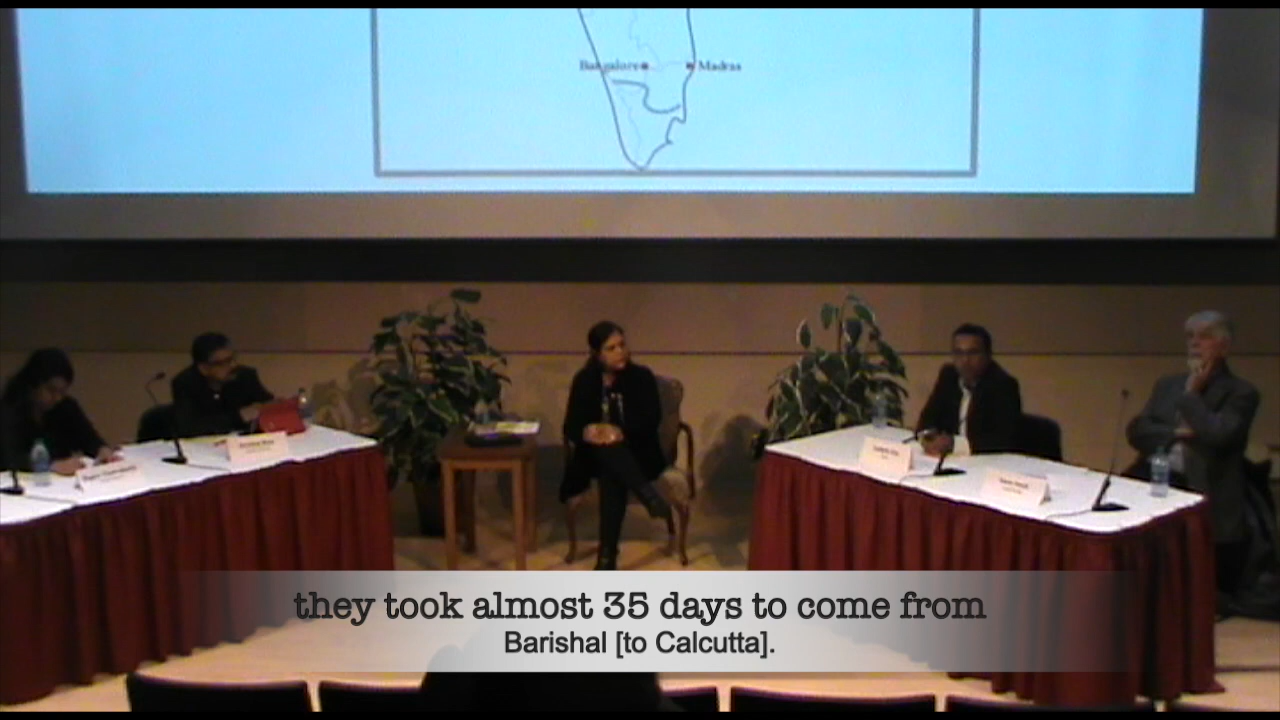 Bangalore Madras
they took almost 35 days to come from
Barishal [to Calcutta].